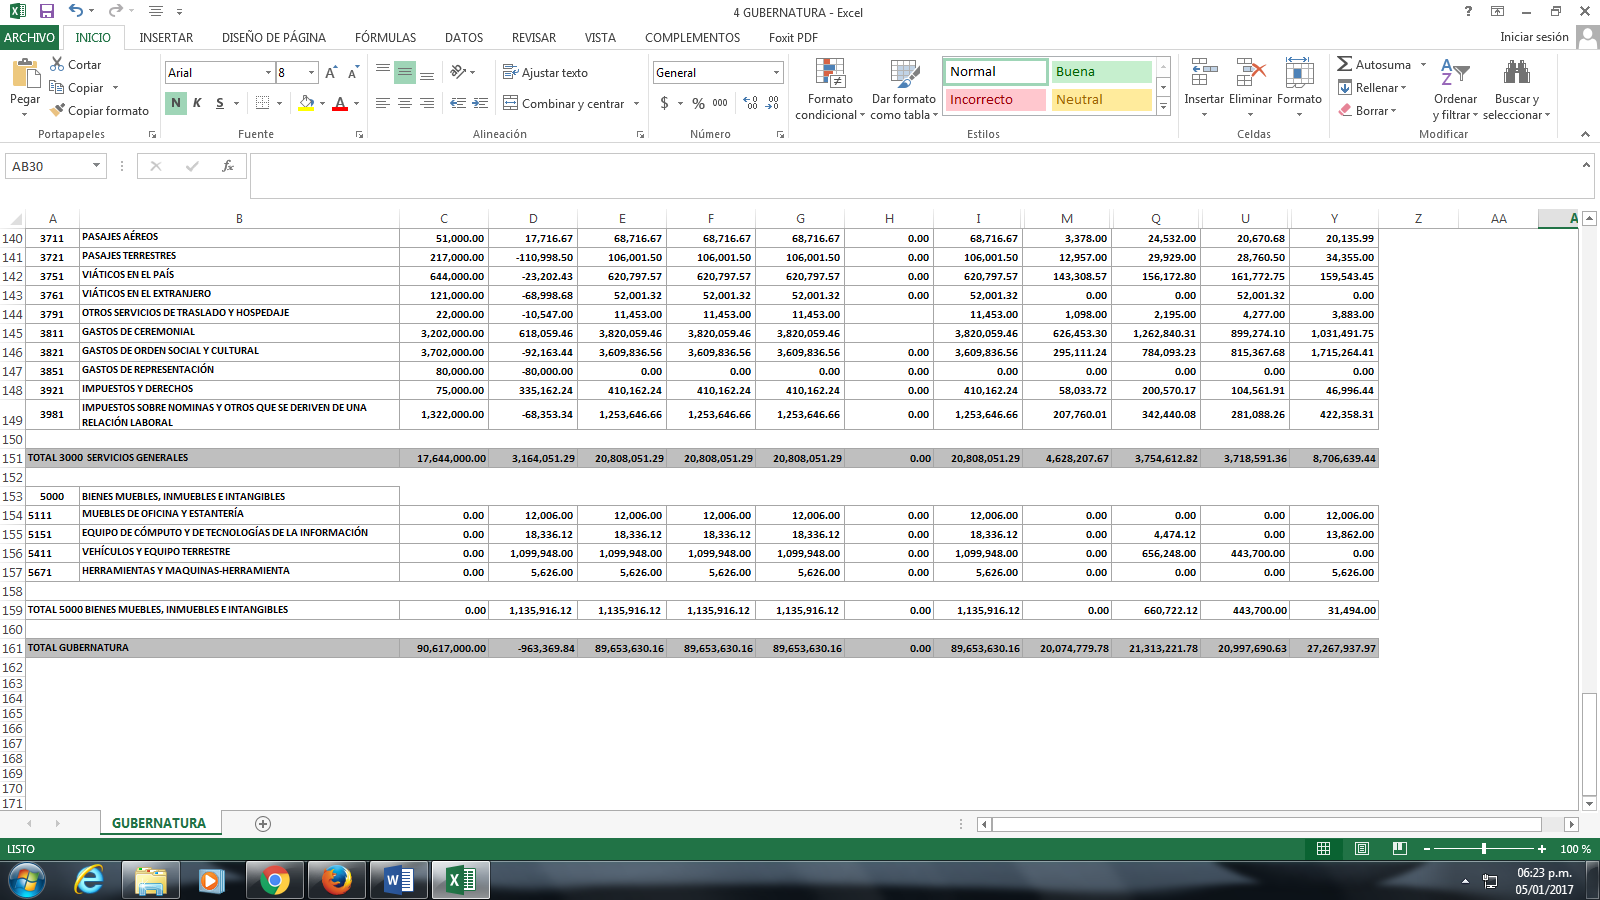 4 GUBERNATURA - Excel
ARCHIVO INICIO INSERTAR DISEÑO DE PÁGINA FÓRMULAS DATOS REVISAR VISTA COMPLEMENTOS Foxit PDF Iniciar sesión
Pegar
Cortar
Copiar
Copiar formato
Portapapeles
Arial 8
N K S
Fuente
Ajustar texto
Combinar y centrar
Alineación
General
$ % 000
Número
Formato condicional
Dar formato como tabla
Normal Buena
Incorrecto Neutral
Estilos
Insertar Eliminar Formato
Celdas
Autosuma
Rellenar
Borrar
Ordenar y filtrar
Buscar y seleccionar
Modificar
AB30 fx
A B C D E F G H I M Q U Y Z AA A
140 3711 PASAJES AÉREOS 51,000.00 17,716.67 68,716.67 68,716.67 68,716.67 0.00 68,716.67 3,378.00 24,532.00 20,670.68 20,135.99
141 3721 PASAJES TERRESTRES 217,000.00 -110,998.50 106,001.50 106,001.50 106,001.50 0.00 106,001.50 12,957.00 29,929.00 28,760.50 34,355.00
142 3751 VIÁTICOS EN EL PAÍS 644,000.00 -23,202.43 620,797.57 620,797.57 620,797.57 0.00 620,797.57 143,308.57 156,172.80 161,772.75 159,543.45
143 3761 VIÁTICOS EN EL EXTRANJERO 121,000.00 -68,998.68 52,001.32 52,001.32 52,001.32 0.00 52,001.32 0.00 0.00 52,001.32 0.00
144 3791 OTROS SERVICIOS DE TRASLADO Y HOSPEDAJE 22,000.00 -10,547.00 11,453.00 11,453.00 11,453.00 11,453.00 1,098.00 2,195.00 4,277.00 3,883.00
145 3811 GASTOS DE CEREMONIAL 3,202,000.00 618,059.46 3,820,059.46 3,820,059.46 3,820,059.46 3,820,059.46 626,453.30 1,262,840.31 899,274.10 1,031,491.75
146 3821 GASTOS DE ORDEN SOCIAL Y CULTURAL 3,702,000.00 -92,163.44 3,609,836.56 3,609,836.56 3,609,836.56 0.00 3,609,836.56 295,111.24 784,093.23 815,367.68 1,715,264.41
147 3851 GASTOS DE REPRESENTACIÓN 80,000.00 -80,000.00 0.00 0.00 0.00 0.00 0.00 0.00 0.00 0.00 0.00
148 3921 IMPUESTOS Y DERECHOS 75,000.00 335,162.24 410,162.24 410,162.24 410,162.24 0.00 410,162.24 58,033.72 200,570.17 104,561.91 46,996.44
149 3981 IMPUESTOS SOBRE NOMINAS Y OTROS QUE SE DERIVEN DE UNA RELACIÓN LABORAL 1,322,000.00 -68,353.34 1,253,646.66 1,253,646.66 1,253,646.66 0.00 1,253,646.66 207,760.01 342,440.08 281,088.26 422,358.31
150
151 TOTAL 3000 SERVICIOS GENERALES 17,644,000.00 3,164,051.29 20,808,051.29 20,808,051.29 20,808,051.29 0.00 20,808,051.29 4,628,207.67 3,754,612.82 3,718,591.36 8,706,639.44
152
153 5000 BIENES MUEBLES, INMUEBLES E INTANGIBLES
154 5111 MUEBLES DE OFICINA Y ESTANTERÍA 0.00 12,006.00 12,006.00 12,006.00 12,006.00 0.00 12,006.00 0.00 0.00 0.00 12,006.00
155 5151 EQUIPO DE CÓMPUTO Y DE TECNOLOGÍAS DE LA INFORMACIÓN 0.00 18,336.12 18,336.12 18,336.12 18,336.12 0.00 18,336.12 0.00 4,474.12 0.00 13,862.00
156 5411 VEHÍCULOS Y EQUIPO TERRESTRE 0.00 1,099,948.00 1,099,948.00 1,099,948.00 1,099,948.00 0.00 1,099,948.00 0.00 656,248.00 443,700.00 0.00
157 5671 HERRAMIENTAS Y MAQUINAS-HERRAMIENTA 0.00 5,626.00 5,626.00 5,626.00 5,626.00 0.00 5,626.00 0.00 0.00 0.00 5,626.00
158
159 TOTAL 5000 BIENES MUEBLES, INMUEBLES E INTANGIBLES 0.00 1,135,916.12 1,135,916.12 1,135,916.12 1,135,916.12 0.00 1,135,916.12 0.00 660,722.12 443,700.00 31,494.00
160
161 TOTAL GUBERNATURA 90,617,000.00 -963,369.84 89,653,630.16 89,653,630.16 89,653,630.16 0.00 89,653,630.16 20,074,779.78 21,313,221.78 20,997,690.63 27,267,937.97
162
163
164
165
166
167
168
169
170
171
GUBERNATURA
LISTO 100 %
06:23 p.m.
05/01/2017